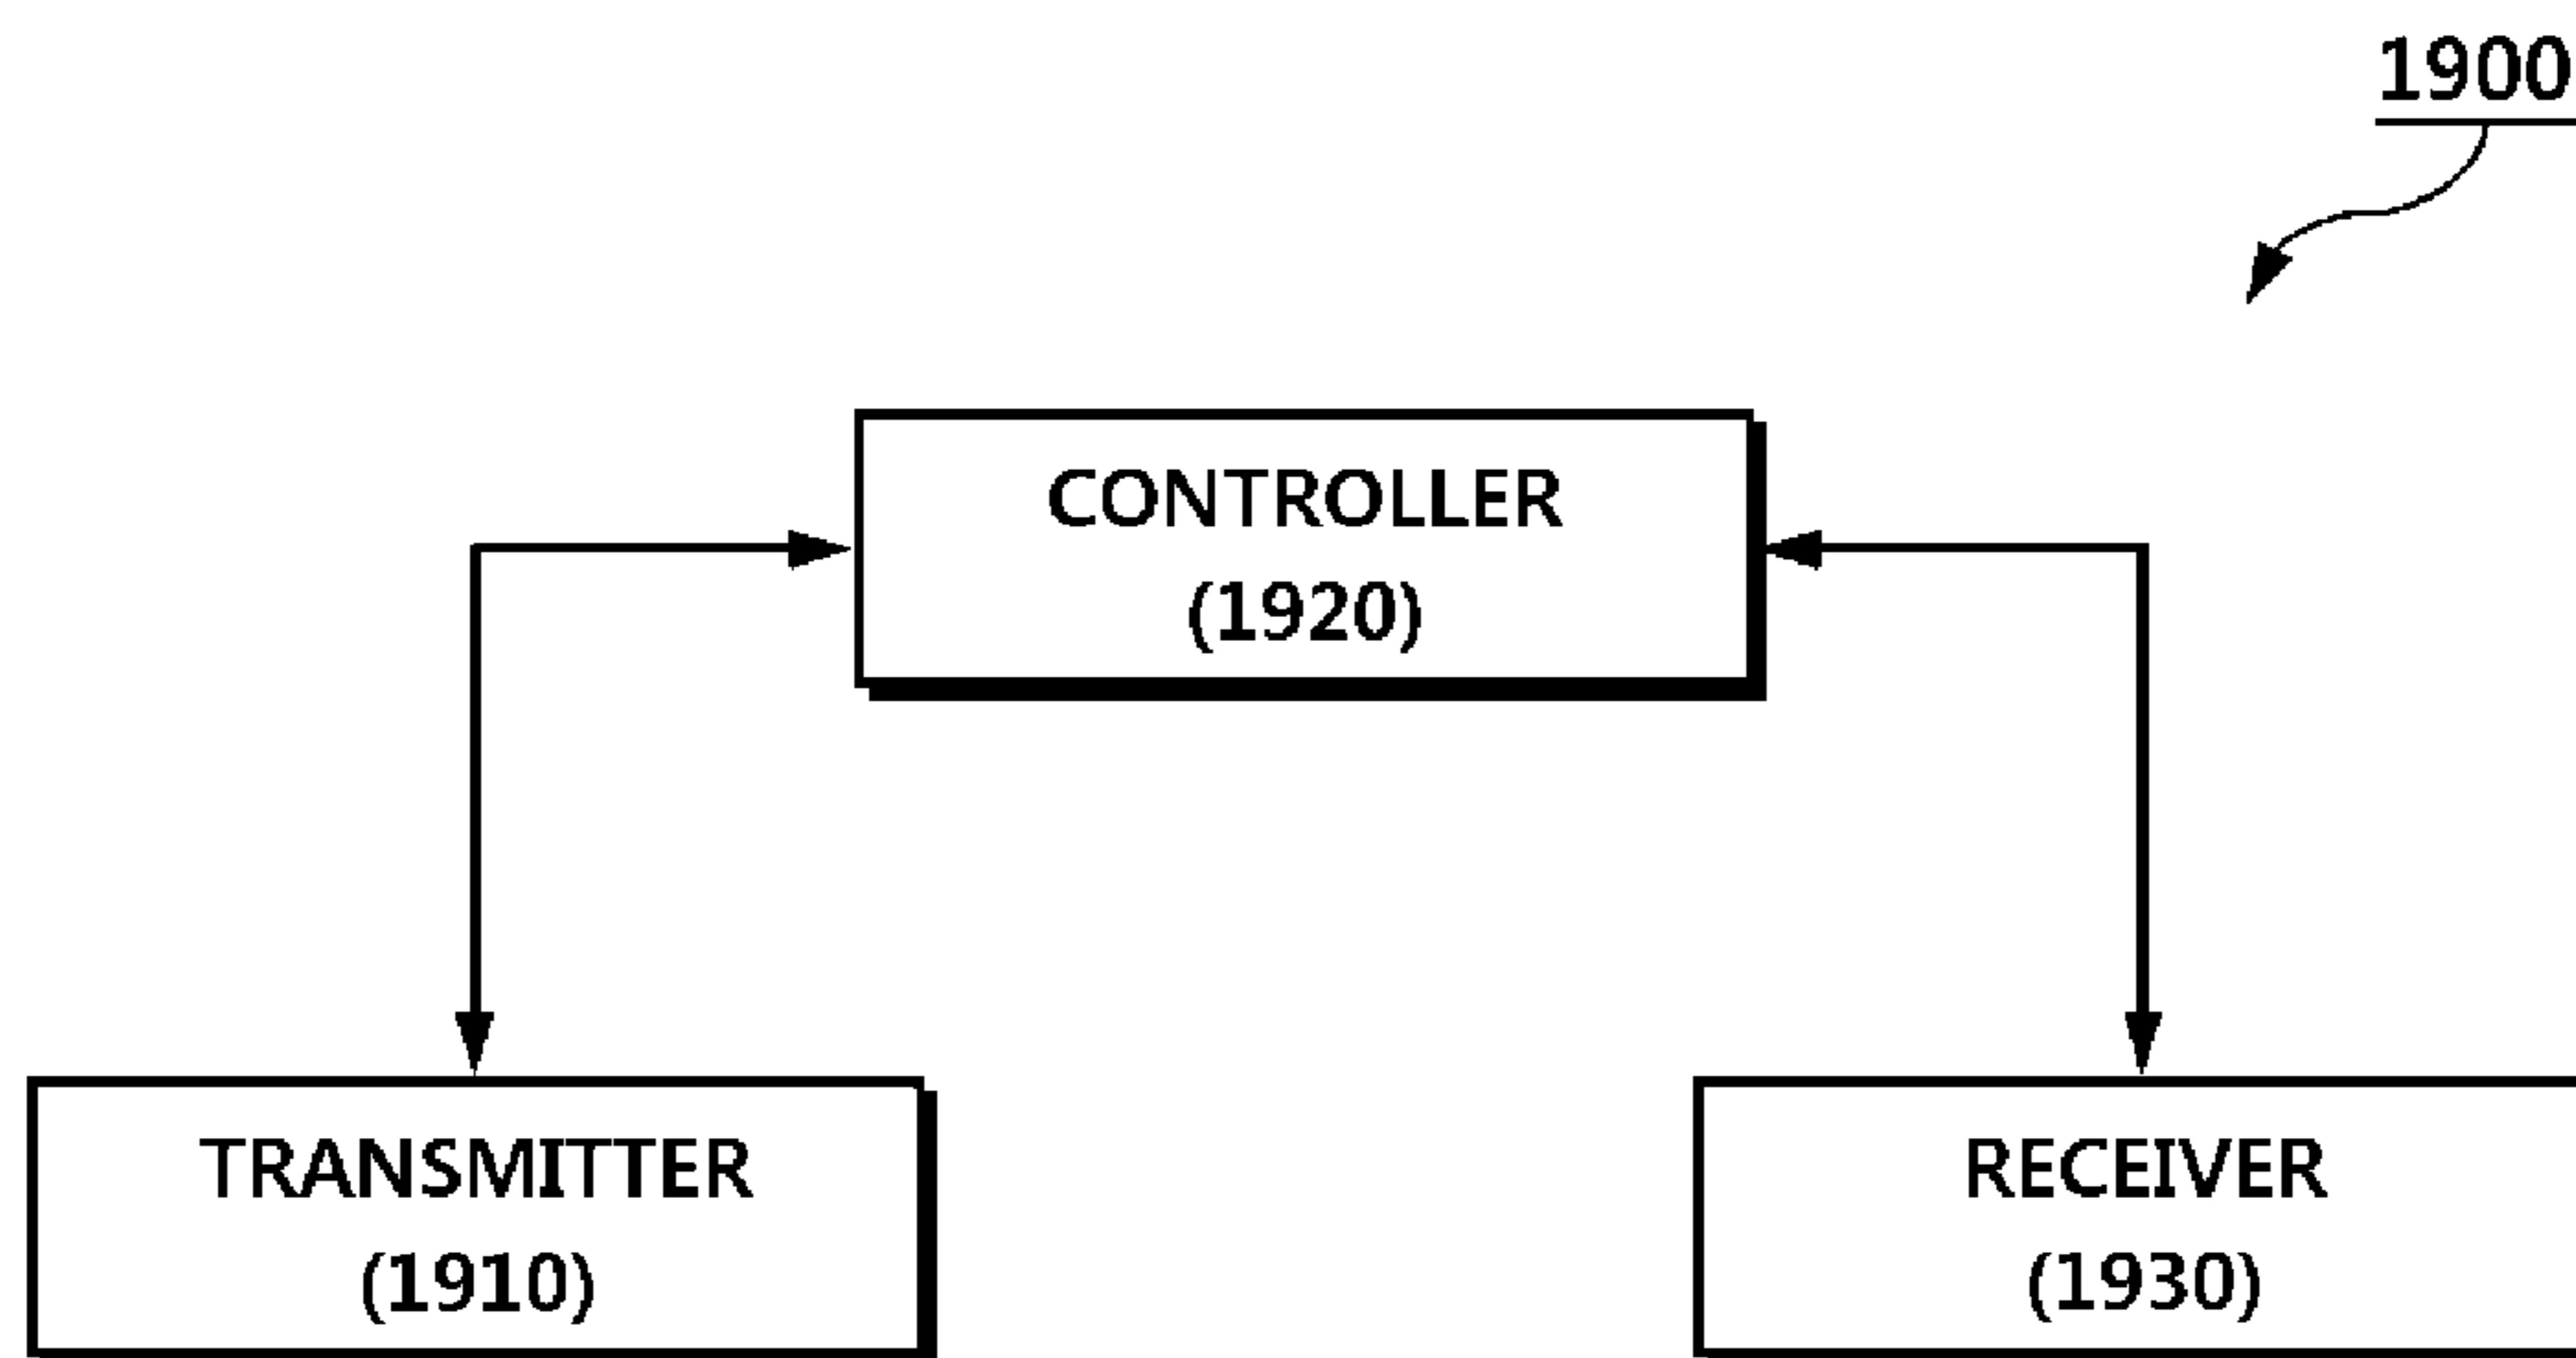 1900
CONTROLLER
(1920)
TRANSMITTER
(1910)
RECEIVER
(1930)